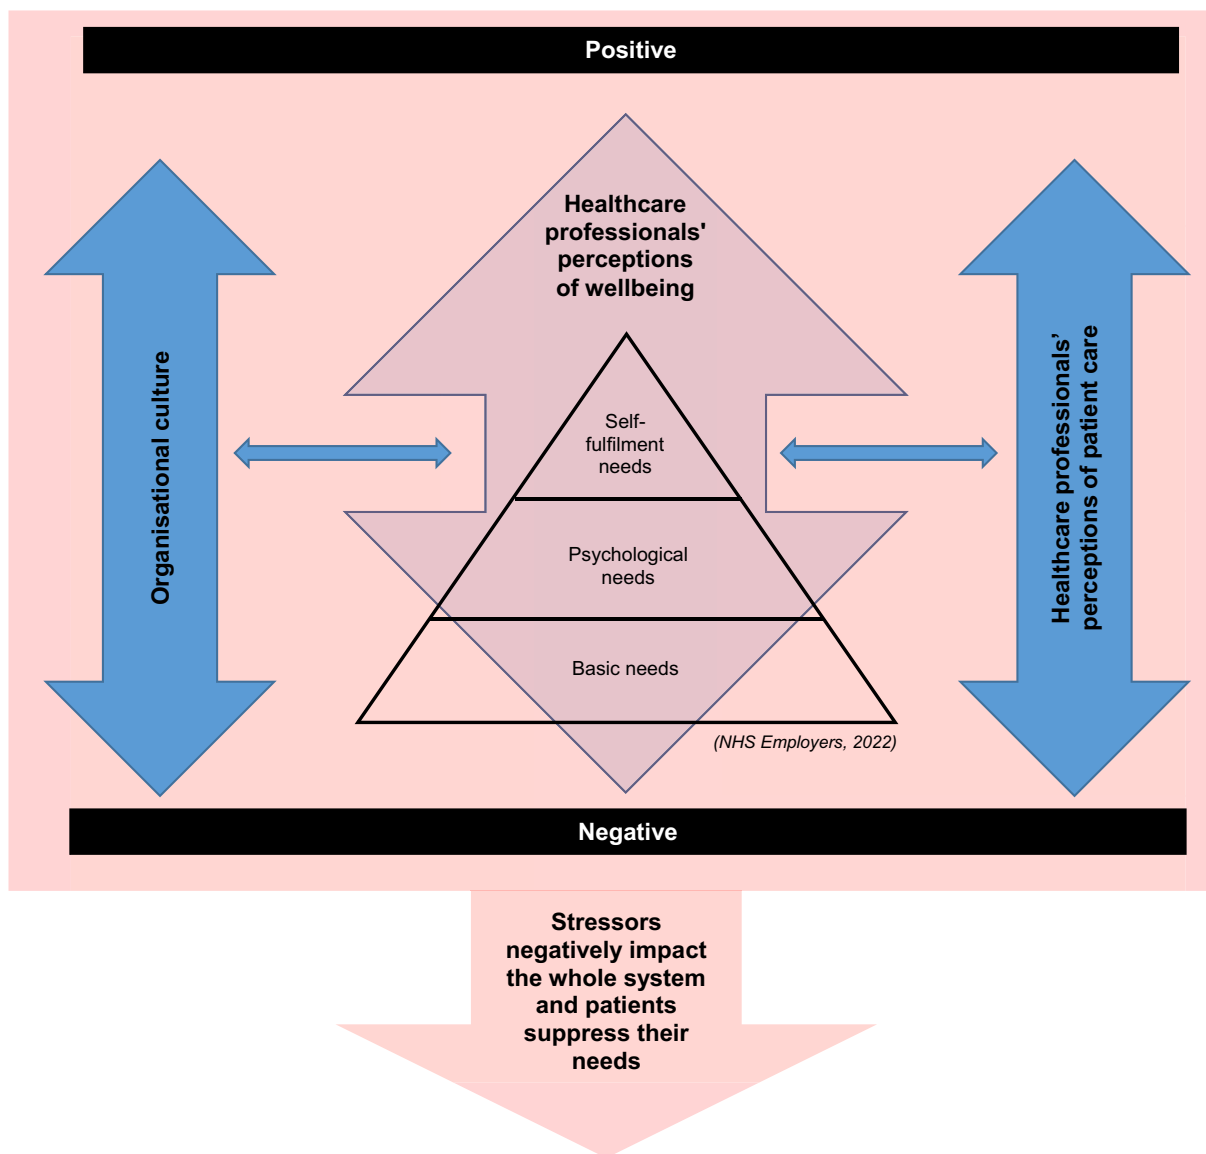 Positive
Healthcare
professionals'
perceptions
of wellbeing
Organisational culture
Self-
fulfilment
needs
Psychological
needs
Basic needs
(NHS Employers, 2022)
Healthcare professionals’
perceptions of patient care
Negative
Stressors
negatively impact
the whole system
and patients
suppress their
needs